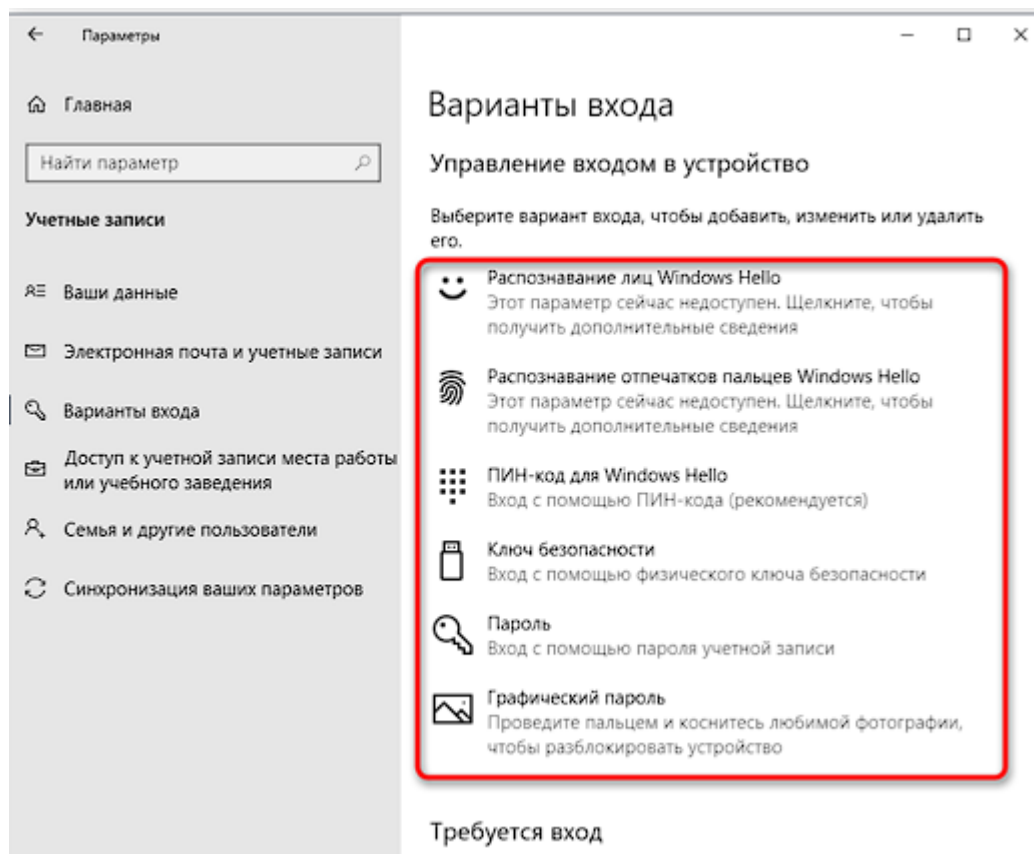 Параметры
Главная
Найти параметр
Учетные записи
Ваши данные
Электронная почта и учетные записи
Варианты входа
Доступ к учетной записи места работы
или учебного заведения
Семья и другие пользователи
Синхронизация ваших параметров
Варианты входа
Управление входом в устройство
Выберите вариант входа, чтобы добавить, изменить или удалить
его.
Распознавание лиц Windows Hello
Этот параметр сейчас недоступен. Щелкните, чтобы
получить дополнительные сведения
Распознавание отпечатков пальцев Windows Hello
Этот параметр сейчас недоступен. Щелкните, чтобы
получить дополнительные сведения
ПИН-код для Windows Hello
Вход с помощью ПИН-кода (рекомендуется)
Ключ безопасности
Вход с помощью физического ключа безопасности
Пароль
Вход с помощью пароля учетной записи
Графический пароль
Проведите пальцем и коснитесь любимой фотографии,
чтобы разблокировать устройство
Требуется вход